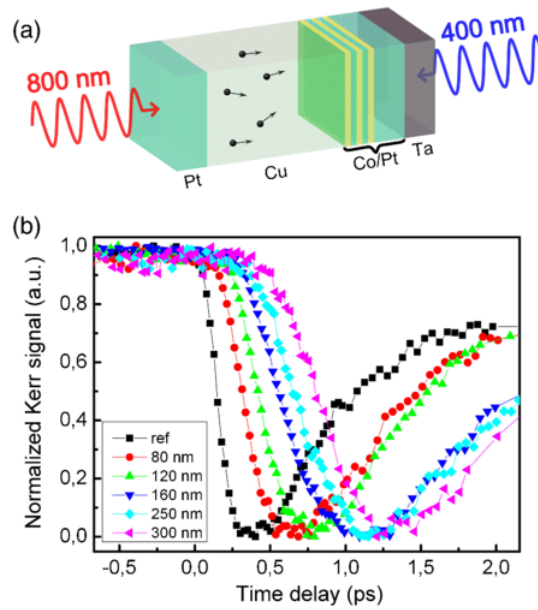 (a)
800 nm
400 nm
Pt
Cu
Co/Pt
Ta
(b)
Normalized Kerr signal (a.u.)
1,0
0,8
0,6
0,4
0,2
0,0
ref
80 nm
120 nm
160 nm
250 nm
300 nm
-0,5 0,0 0,5 1,0 1,5 2,0
Time delay (ps)